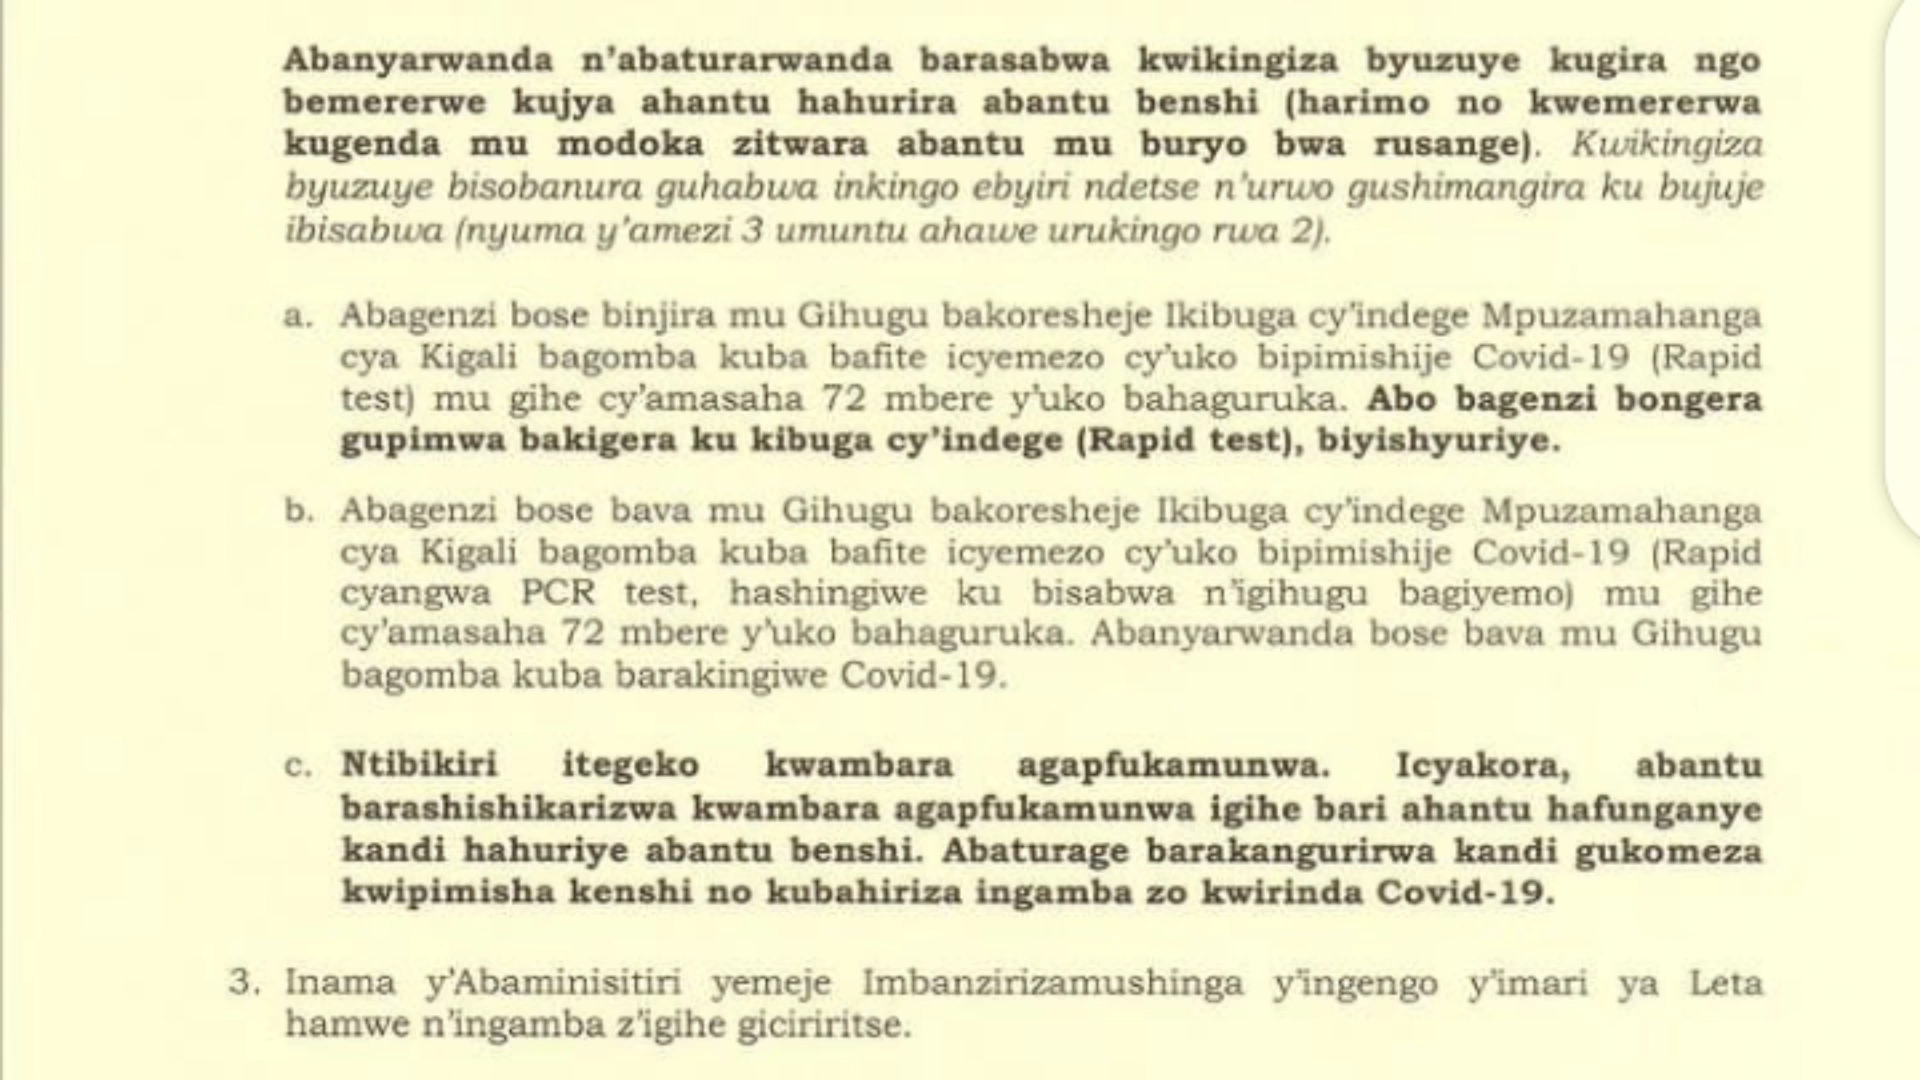 Abanyarwanda n'abaturarwanda barasabwa kwikingiza byuzuye kugira ngo
bemererwe kujya ahantu hahurira abantu benshi (harimo no kwemererwa
kugenda mu modoka zitwara abantu mu buryo bwa rusange). Kwikingiza
byuzuye bisobanura guhabwa inkingo ebyiri ndetse n'urwo gushimangira ku bujuje
ibisabwa (nyuma y'amezi 3 umuntu ahawe urukingo rwa 2).
a. Abagenzi bose binjira mu Gihugu bakoresheje Ikibuga cy'indege Mpuzamahanga
cya Kigali bagomba kuba bafite icyemezo cy'uko bipimishije Covid-19 (Rapid
test) mu gihe cy'amasaha 72 mbere y'uko bahaguruka. Abo bagenzi bongera
gupimwa bakigera ku kibuga cy'indege (Rapid test), biyishyuriye.
b. Abagenzi bose bava mu Gihugu bakoresheje Ikibuga cy'indege Mpuzamahanga
cya Kigali bagomba kuba bafite icyemezo cy'uko bipimishije Covid-19 (Rapid
cyangwa PCR test, hashingiwe ku bisabwa n'igihugu bagiyemo) mu gihe
cy'amasaha 72 mbere y'uko bahaguruka. Abanyarwanda bose bava mu Gihugu
bagomba kuba barakingiwe Covid-19.
c. Ntibikiri itegeko kwambara agapfukamunwa. Icyakora, abantu
barashishikarizwa kwambara agapfukamunwa igihe bari ahantu hafunganye
kandi hahuriye abantu benshi. Abaturage barakangurirwa kandi gukomeza
kwipimisha kenshi no kubahiriza ingamba zo kwirinda Covid-19.
3. Inama y'Abaminisitiri yemeje Imbanzirizamushinga y'ingengo y'imari ya Leta
hamwe n'ingamba z'igihe giciriritse.